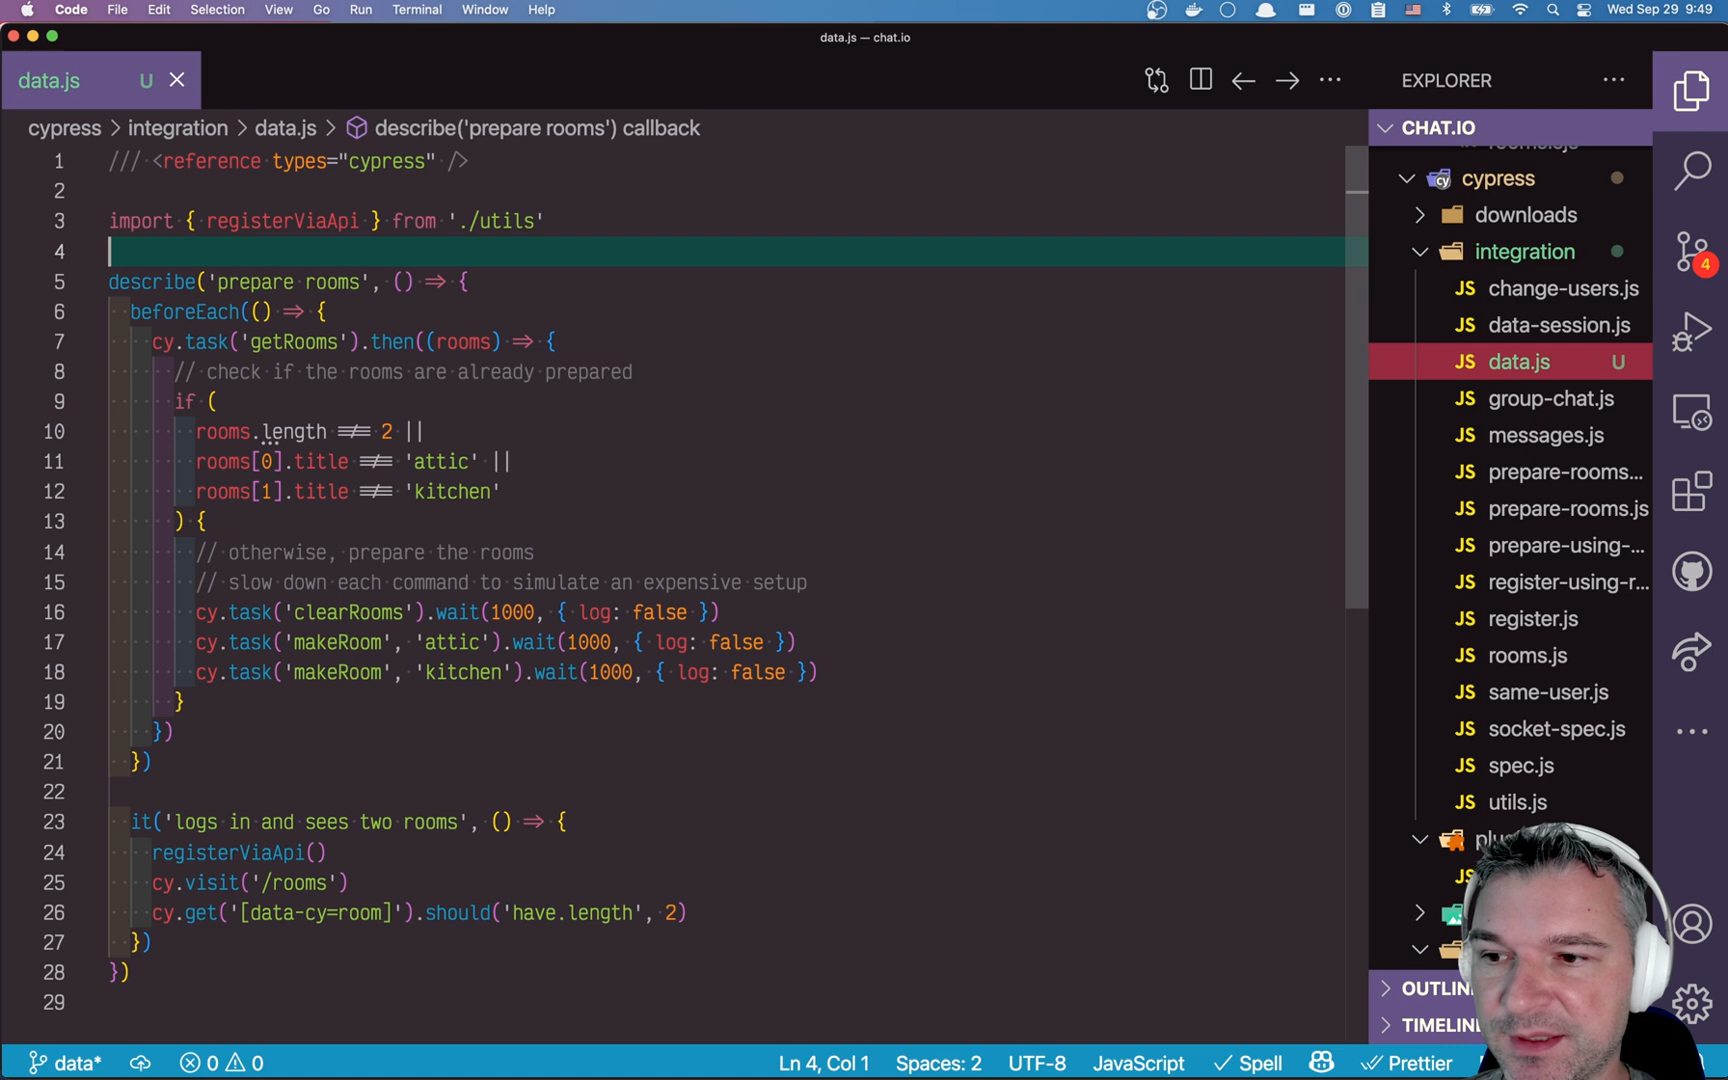 Code File Edit Selection View Go Run Terminal Window Help Wed Sep 29 9:49
data.js — chat.io
data.js U
EXPLORER
cypress > integration > data.js > describe('prepare rooms') callback
CHAT.IO
1 /// <reference types="cypress" />
2
3 import { registerViaApi } from './utils'
4
5 describe('prepare rooms', () => {
6 beforeEach(() => {
7 cy.task('getRooms').then((rooms) => {
8 // check if the rooms are already prepared
9 if (
10 rooms.length !== 2 ||
11 rooms[0].title !== 'attic' ||
12 rooms[1].title !== 'kitchen'
13 ) {
14 // otherwise, prepare the rooms
15 // slow down each command to simulate an expensive setup
16 cy.task('clearRooms').wait(1000, { log: false })
17 cy.task('makeRoom', 'attic').wait(1000, { log: false })
18 cy.task('makeRoom', 'kitchen').wait(1000, { log: false })
19 }
20 })
21 })
22
23 it('logs in and sees two rooms', () => {
24 registerViaApi()
25 cy.visit('/rooms')
26 cy.get('[data-cy=room]').should('have.length', 2)
27 })
28 })
29
cy cypress
downloads
integration
JS change-users.js
JS data-session.js
JS data.js U
JS group-chat.js
JS messages.js
JS prepare-rooms...
JS prepare-rooms.js
JS prepare-using-...
JS register-using-r...
JS register.js
JS rooms.js
JS same-user.js
JS socket-spec.js
JS spec.js
JS utils.js
4
data* 0 0 Ln 4, Col 1 Spaces: 2 UTF-8 JavaScript Spell Prettier